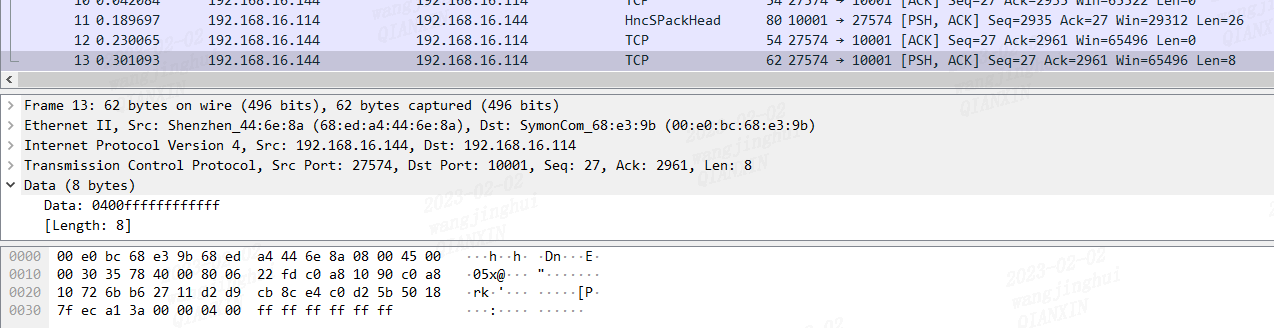 10 0.042084 192.168.16.144 192.168.16.114 TCP 54 27574 → 10001 [ACK] Seq=27 Ack=2935 Win=65522 Len=0
11 0.189697 192.168.16.114 192.168.16.144 HncSPackHead 80 10001 → 27574 [PSH, ACK] Seq=2935 Ack=27 Win=29312 Len=26
12 0.230065 192.168.16.144 192.168.16.114 TCP 54 27574 → 10001 [ACK] Seq=27 Ack=2961 Win=65496 Len=0
13 0.301093 192.168.16.144 192.168.16.114 TCP 62 27574 → 10001 [PSH, ACK] Seq=27 Ack=2961 Win=65496 Len=8
Frame 13: 62 bytes on wire (496 bits), 62 bytes captured (496 bits)
Ethernet II, Src: Shenzhen_44:6e:8a (68:ed:a4:44:6e:8a), Dst: SymonCom_68:e3:9b (00:e0:bc:68:e3:9b)
Internet Protocol Version 4, Src: 192.168.16.144, Dst: 192.168.16.114
Transmission Control Protocol, Src Port: 27574, Dst Port: 10001, Seq: 27, Ack: 2961, Len: 8
Data (8 bytes)
Data: 0400ffffffffffff
[Length: 8]
0000 00 e0 bc 68 e3 9b 68 ed a4 44 6e 8a 08 00 45 00 ···h··h· ·Dn···E·
0010 00 30 35 78 40 00 80 06 22 fd c0 a8 10 90 c0 a8 ·05x@··· "·······
0020 10 72 6b b6 27 11 d2 d9 cb 8c e4 c0 d2 5b 50 18 ·rk·'··· ·····[P·
0030 7f ec a1 3a 00 00 04 00 ff ff ff ff ff ff ···:···· ······
2023-02-02
wangjinghui
QIANXIN